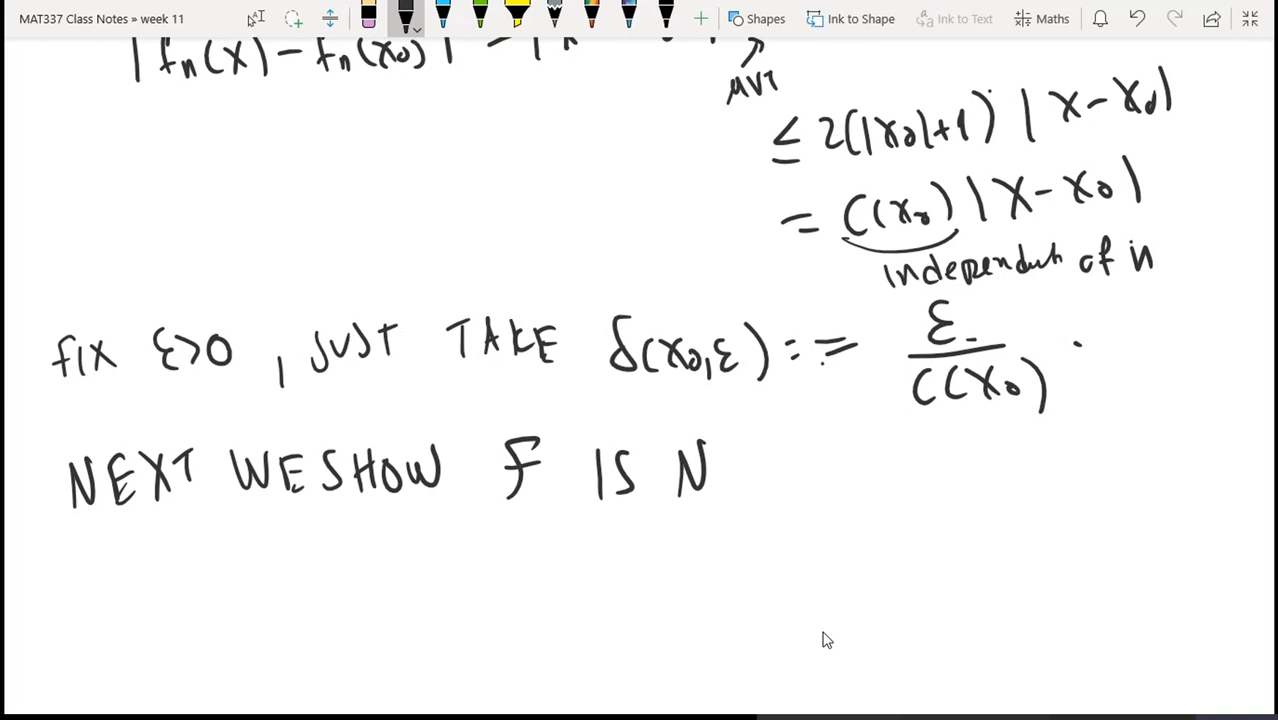 MAT337 Class Notes » week 11
Shapes Ink to Shape Ink to Text Maths
|fn(x) - fn(x0)| =
MVT
≤ 2(|x0|+1) |x - x0|
= C(x0) |x - x0|
independent of n
FIX ε>0, JUST TAKE δ(x0,ε) := ε / C(x0).
NEXT WE SHOW F IS N